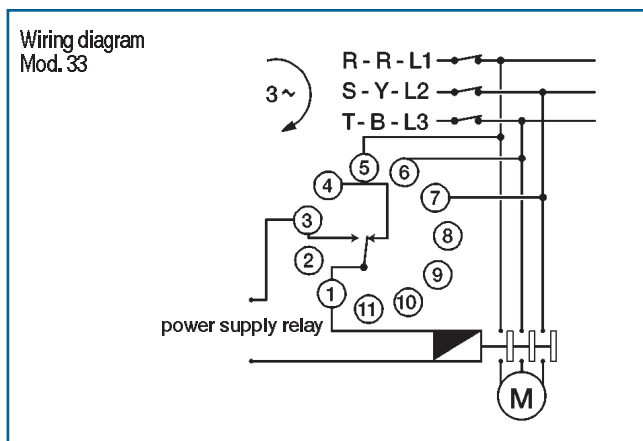 Wiring diagram
Mod. 33
3 ~
R - R - L1
S - Y - L2
T - B - L3
5
6
4
7
3
8
2
9
1
10
11
power supply relay
M